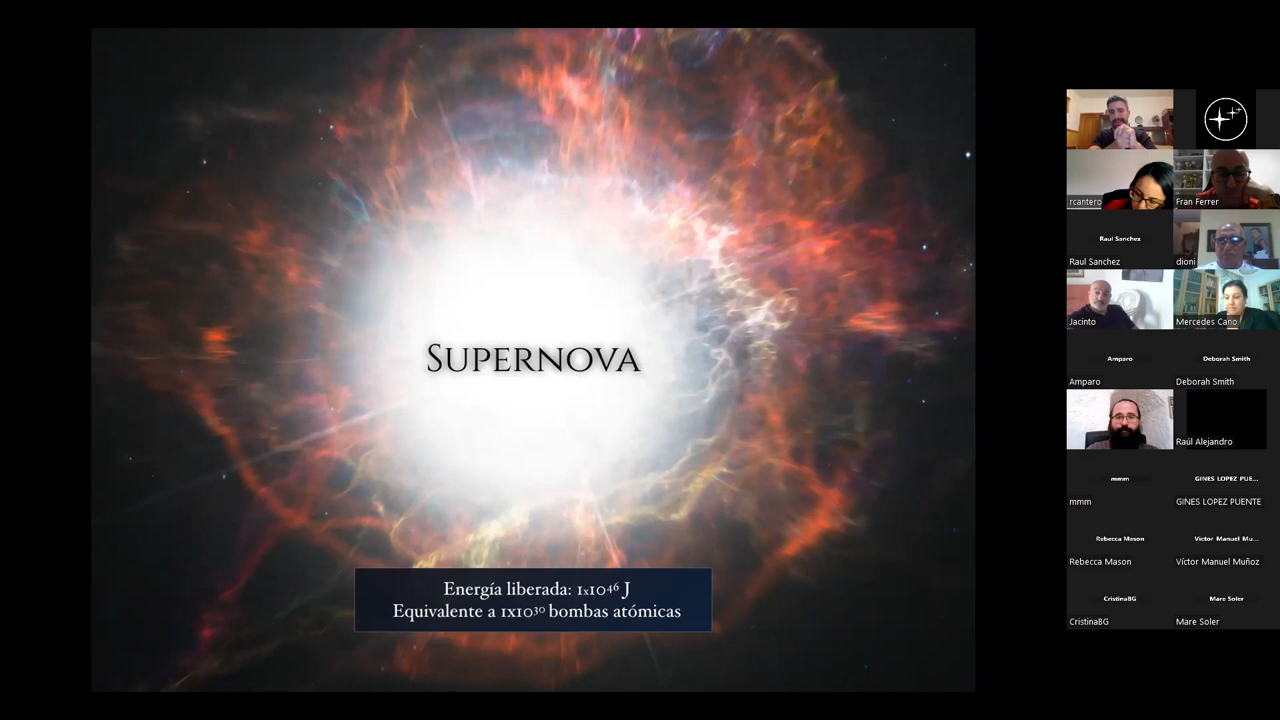 SUPERNOVA
Energía liberada: 1x10⁴⁶ J
Equivalente a 1x10³⁰ bombas atómicas
rcantero
Fran Ferrer
Raul Sanchez
Raul Sanchez
dioni
Jacinto
Mercedes Cano
Amparo
Deborah Smith
Amparo
Deborah Smith
Raúl Alejandro
mmm
GINES LOPEZ PUE...
mmm
GINES LOPEZ PUENTE
Rebecca Mason
Víctor Manuel Mu...
Rebecca Mason
Víctor Manuel Muñoz
CristinaBG
Mare Soler
CristinaBG
Mare Soler